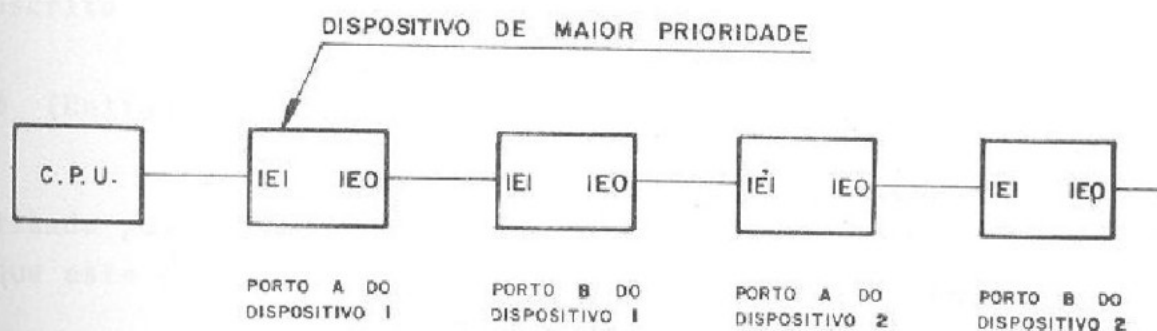 DISPOSITIVO DE MAIOR PRIORIDADE
C.P.U.
IEI IEO
IEI IEO
IEI IEO
IEI IEO
PORTO A DO
DISPOSITIVO 1
PORTO B DO
DISPOSITIVO 1
PORTO A DO
DISPOSITIVO 2
PORTO B DO
DISPOSITIVO 2